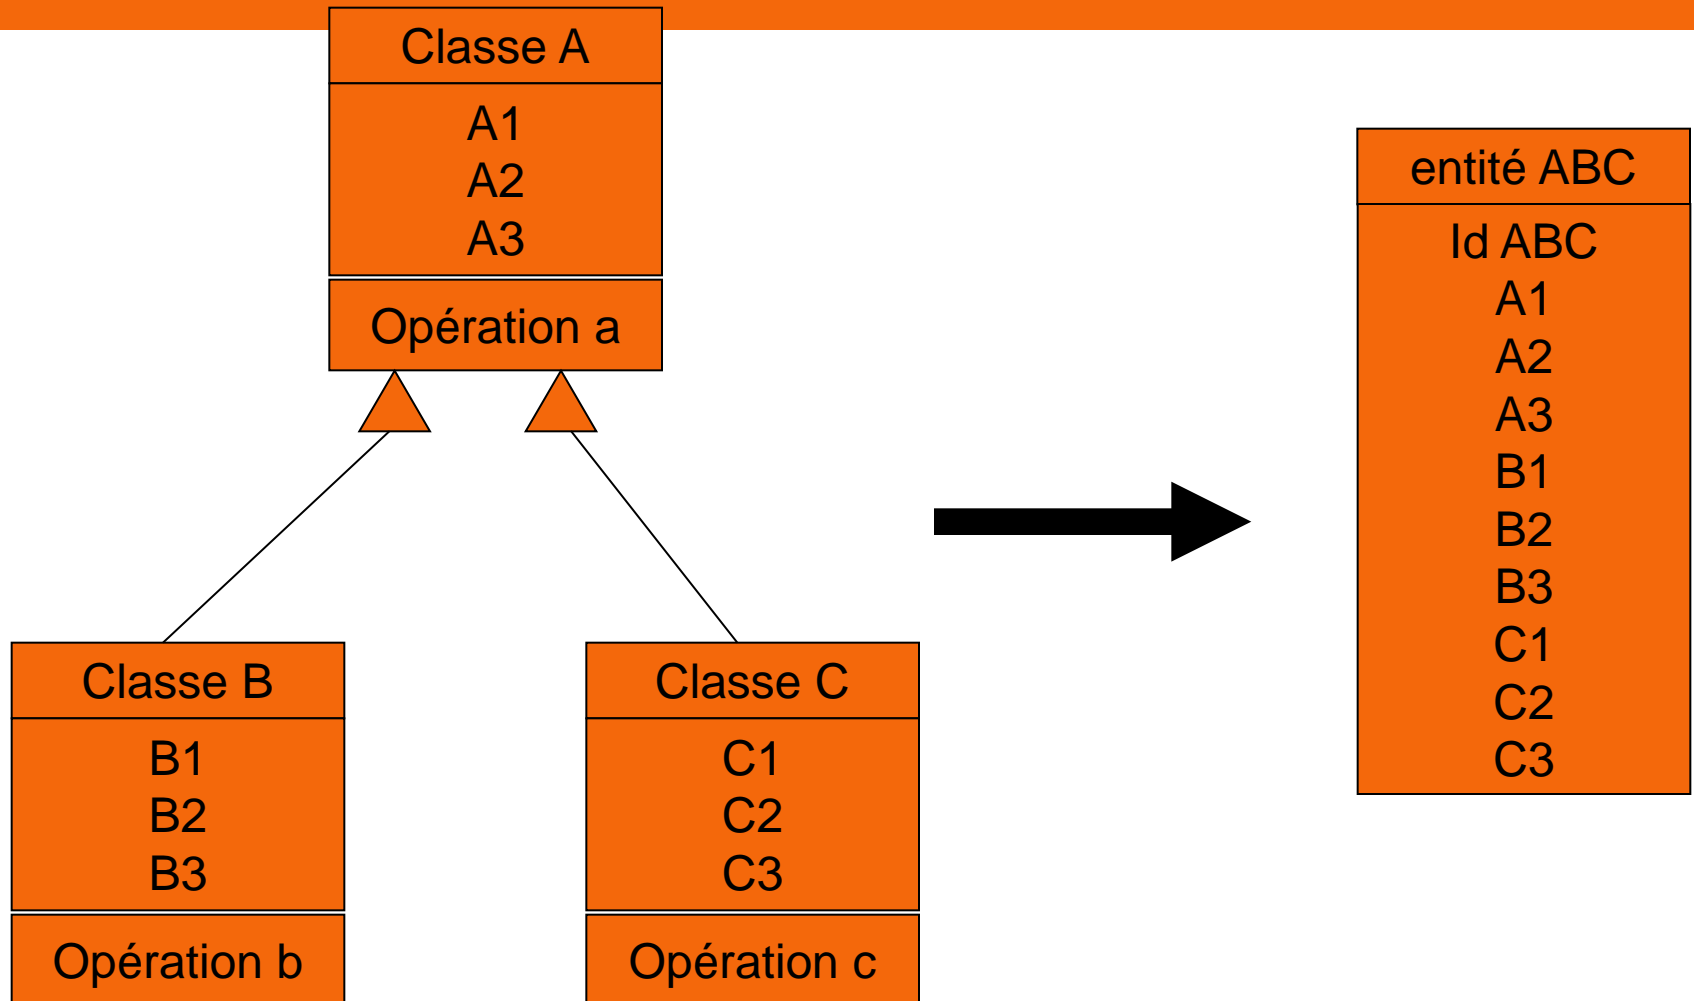 Classe A
A1
A2
A3
Opération a
Classe B
B1
B2
B3
Opération b
Classe C
C1
C2
C3
Opération c
entité ABC
Id ABC
A1
A2
A3
B1
B2
B3
C1
C2
C3